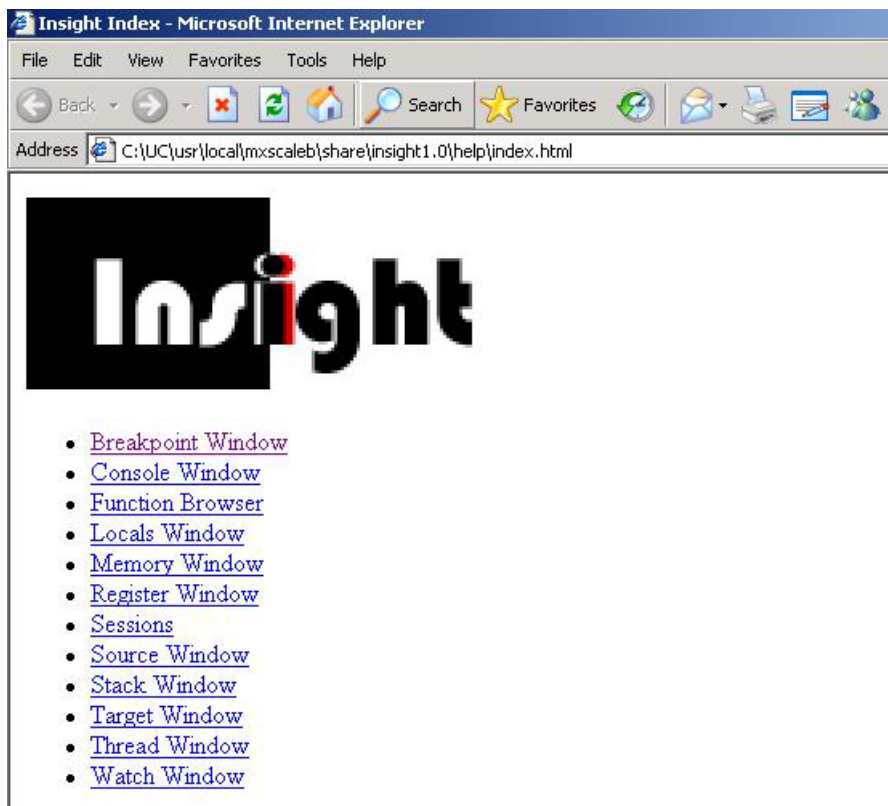 Insight Index - Microsoft Internet Explorer
File Edit View Favorites Tools Help
Back Search Favorites
Address C:\UC\usr\local\mxscaleb\share\insight1.0\help\index.html
Insight
Breakpoint Window
Console Window
Function Browser
Locals Window
Memory Window
Register Window
Sessions
Source Window
Stack Window
Target Window
Thread Window
Watch Window